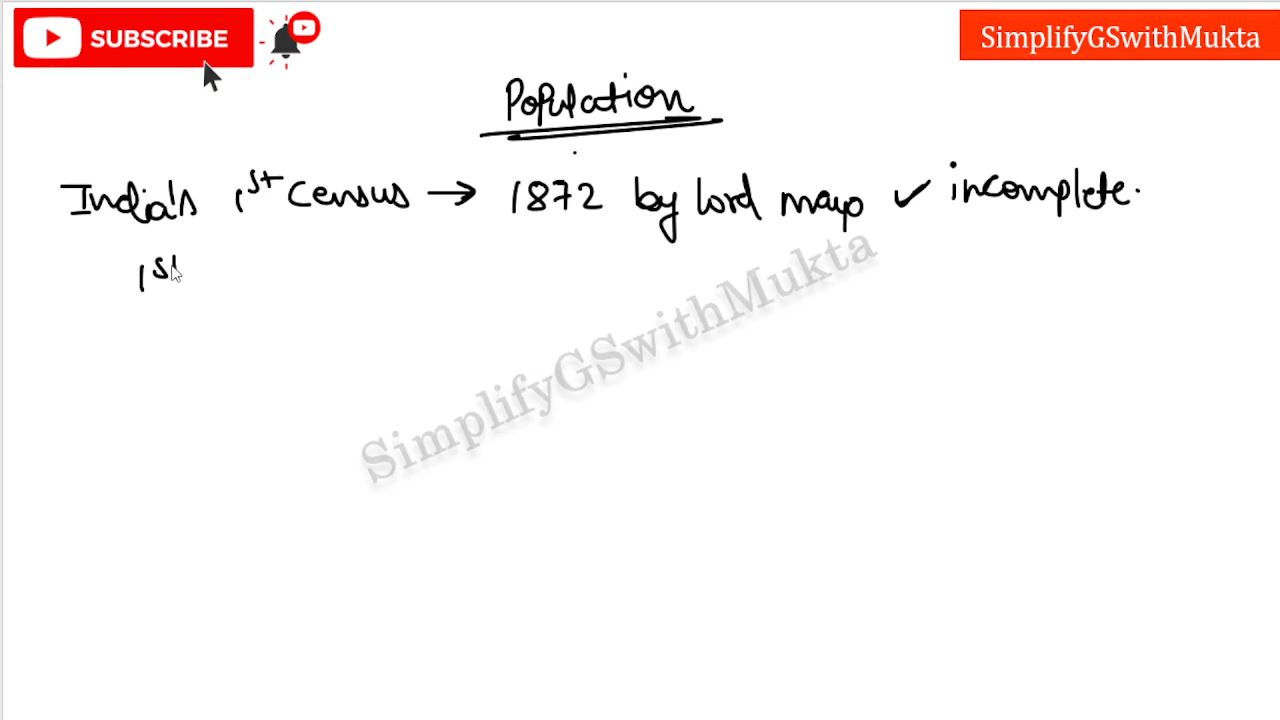 SUBSCRIBE
SimplifyGSwithMukta
Population
India's 1st Census → 1872 by lord mayo ✓ incomplete.
1st
SimplifyGSwithMukta